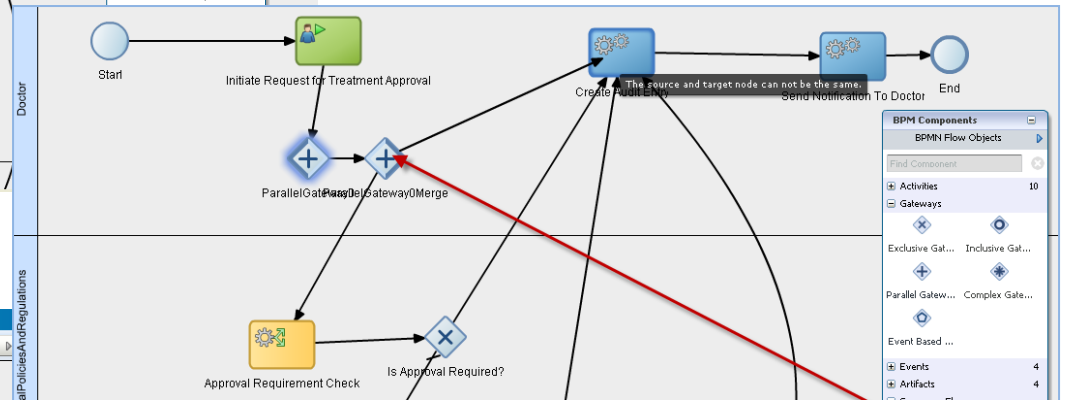 Doctor
Start
Initiate Request for Treatment Approval
Create Audit Entry
The source and target node can not be the same.
Send Notification To Doctor
End
ParallelGateway0
ParallelGateway0Merge
BPM Components
BPMN Flow Objects
Find Component
Activities 10
Gateways
Exclusive Gat... Inclusive Gat...
Parallel Gatew... Complex Gate...
Event Based ...
Events 4
Artifacts 4
alPoliciesAndRegulations
Approval Requirement Check
Is Approval Required?